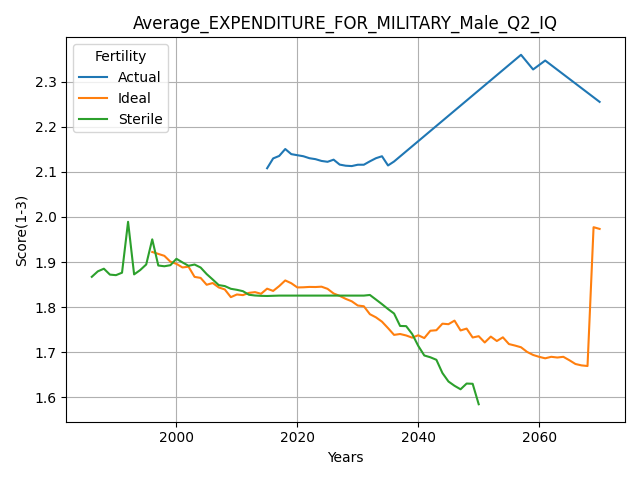 Average_EXPENDITURE_FOR_MILITARY_Male_Q2_IQ
Fertility
Actual
Ideal
Sterile
Score(1-3)
2.3
2.2
2.1
2.0
1.9
1.8
1.7
1.6
2000 2020 2040 2060
Years